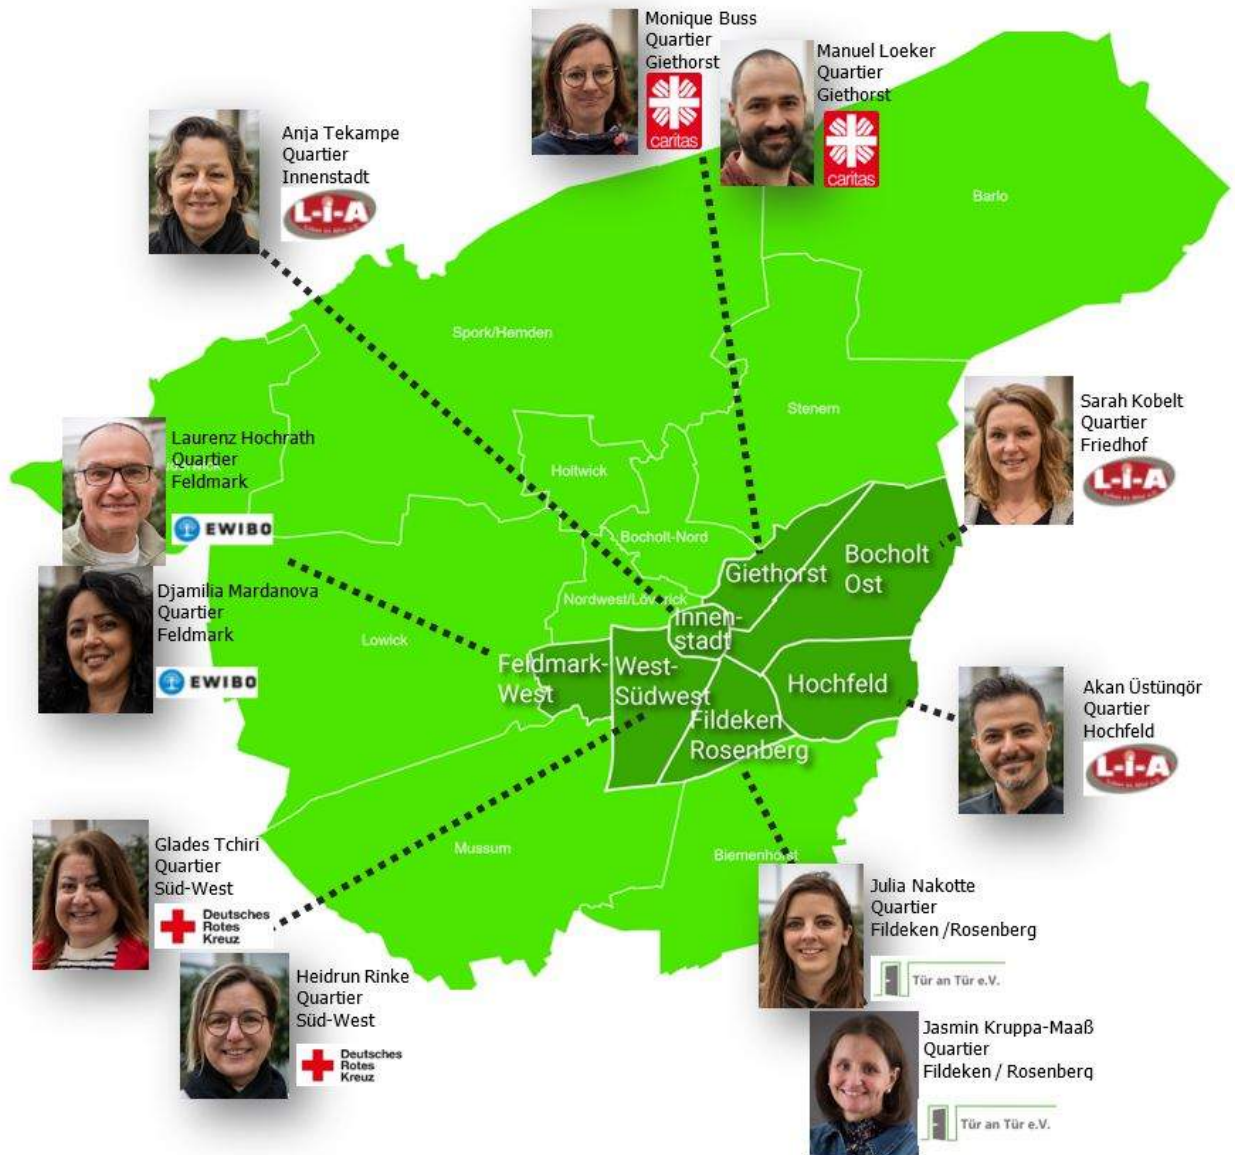 Monique Buss
Quartier
Giethorst
caritas
Manuel Loeker
Quartier
Giethorst
caritas
Anja Tekampe
Quartier
Innenstadt
L-i-A
Barlo
Spork/Hemden
Stenern
Sarah Kobelt
Quartier
Friedhof
L-i-A
Laurenz Hochrath
Quartier
Feldmark
EWIBO
Holtwick
Bocholt-Nord
Bocholt
Ost
Giethorst
Djamilia Mardanova
Quartier
Feldmark
EWIBO
Innen-
stadt
Lowick
Feldmark-
West
West-
Südwest
Hochfeld
Fildeken
Rosenberg
Akan Üstüngör
Quartier
Hochfeld
L-i-A
Glades Tchiri
Quartier
Süd-West
Deutsches
Rotes
Kreuz
Mussum
Biemenhorst
Julia Nakotte
Quartier
Fildeken /Rosenberg
Tür an Tür e.V.
Heidrun Rinke
Quartier
Süd-West
Deutsches
Rotes
Kreuz
Jasmin Kruppa-Maaß
Quartier
Fildeken / Rosenberg
Tür an Tür e.V.